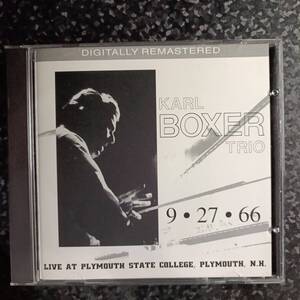 DIGITALLY REMASTERED
KARL
BOXER
TRIO
9 • 27 • 66
LIVE AT PLYMOUTH STATE COLLEGE, PLYMOUTH, N.H.